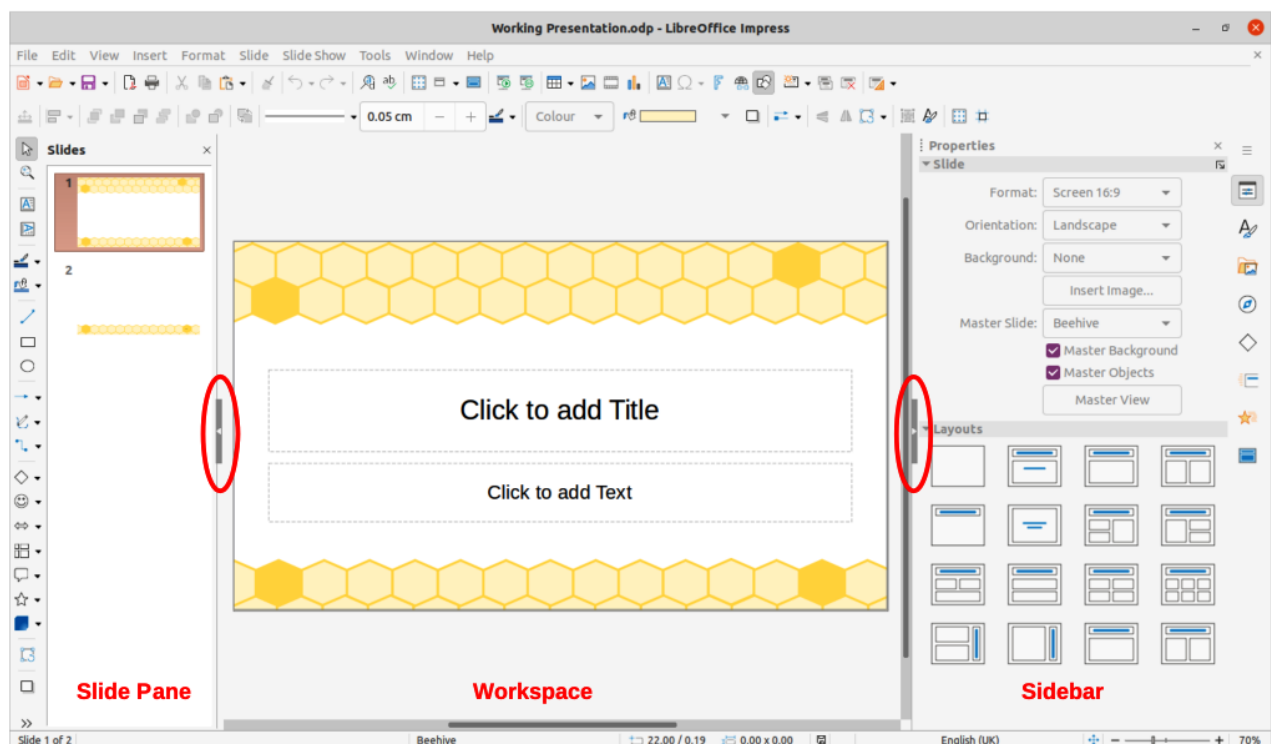 Working Presentation.odp - LibreOffice Impress
File Edit View Insert Format Slide Slide Show Tools Window Help
0.05 cm
Colour
Slides
1
2
Click to add Title
Click to add Text
Properties
Slide
Format: Screen 16:9
Orientation: Landscape
Background: None
Insert Image...
Master Slide: Beehive
Master Background
Master Objects
Master View
Layouts
Slide Pane
Workspace
Sidebar
Slide 1 of 2
Beehive
22.00 / 0.19
0.00 x 0.00
English (UK)
70%